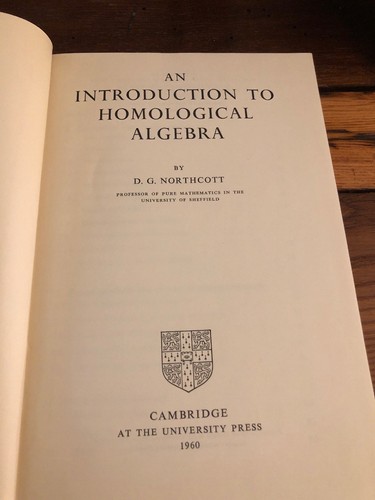 AN
INTRODUCTION TO
HOMOLOGICAL
ALGEBRA
BY
D. G. NORTHCOTT
PROFESSOR OF PURE MATHEMATICS IN THE
UNIVERSITY OF SHEFFIELD
CAMBRIDGE
AT THE UNIVERSITY PRESS
1960